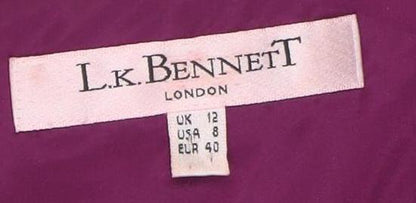 L.K.BENNETT
LONDON
UK 12
USA 8
EUR 40